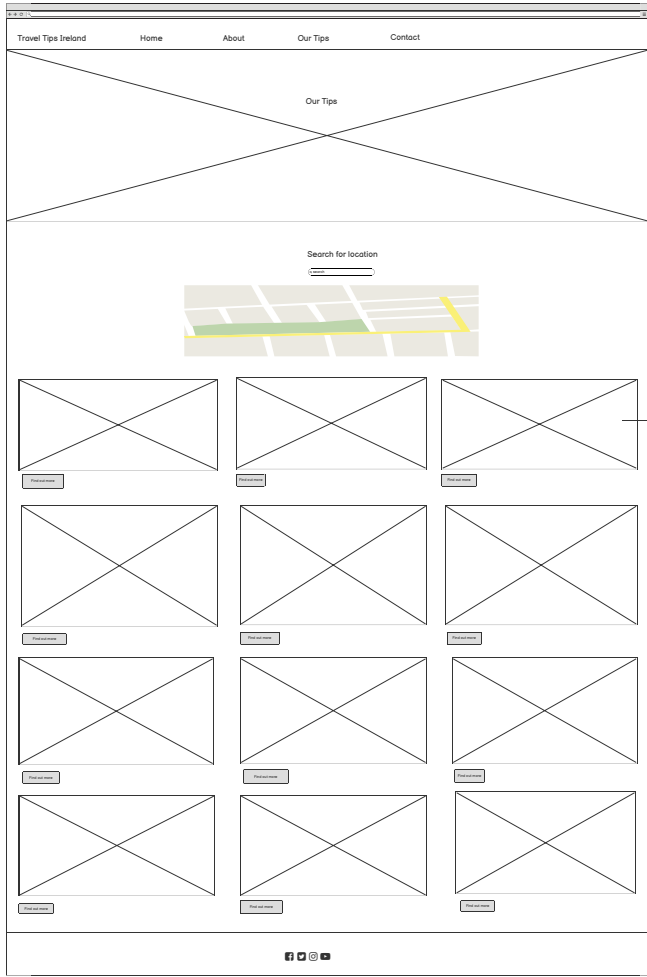 Travel Tips Ireland Home About Our Tips Contact
Our Tips
Search for location
search
Find out more Find out more Find out more
Find out more Find out more Find out more
Find out more Find out more Find out more
Find out more Find out more Find out more